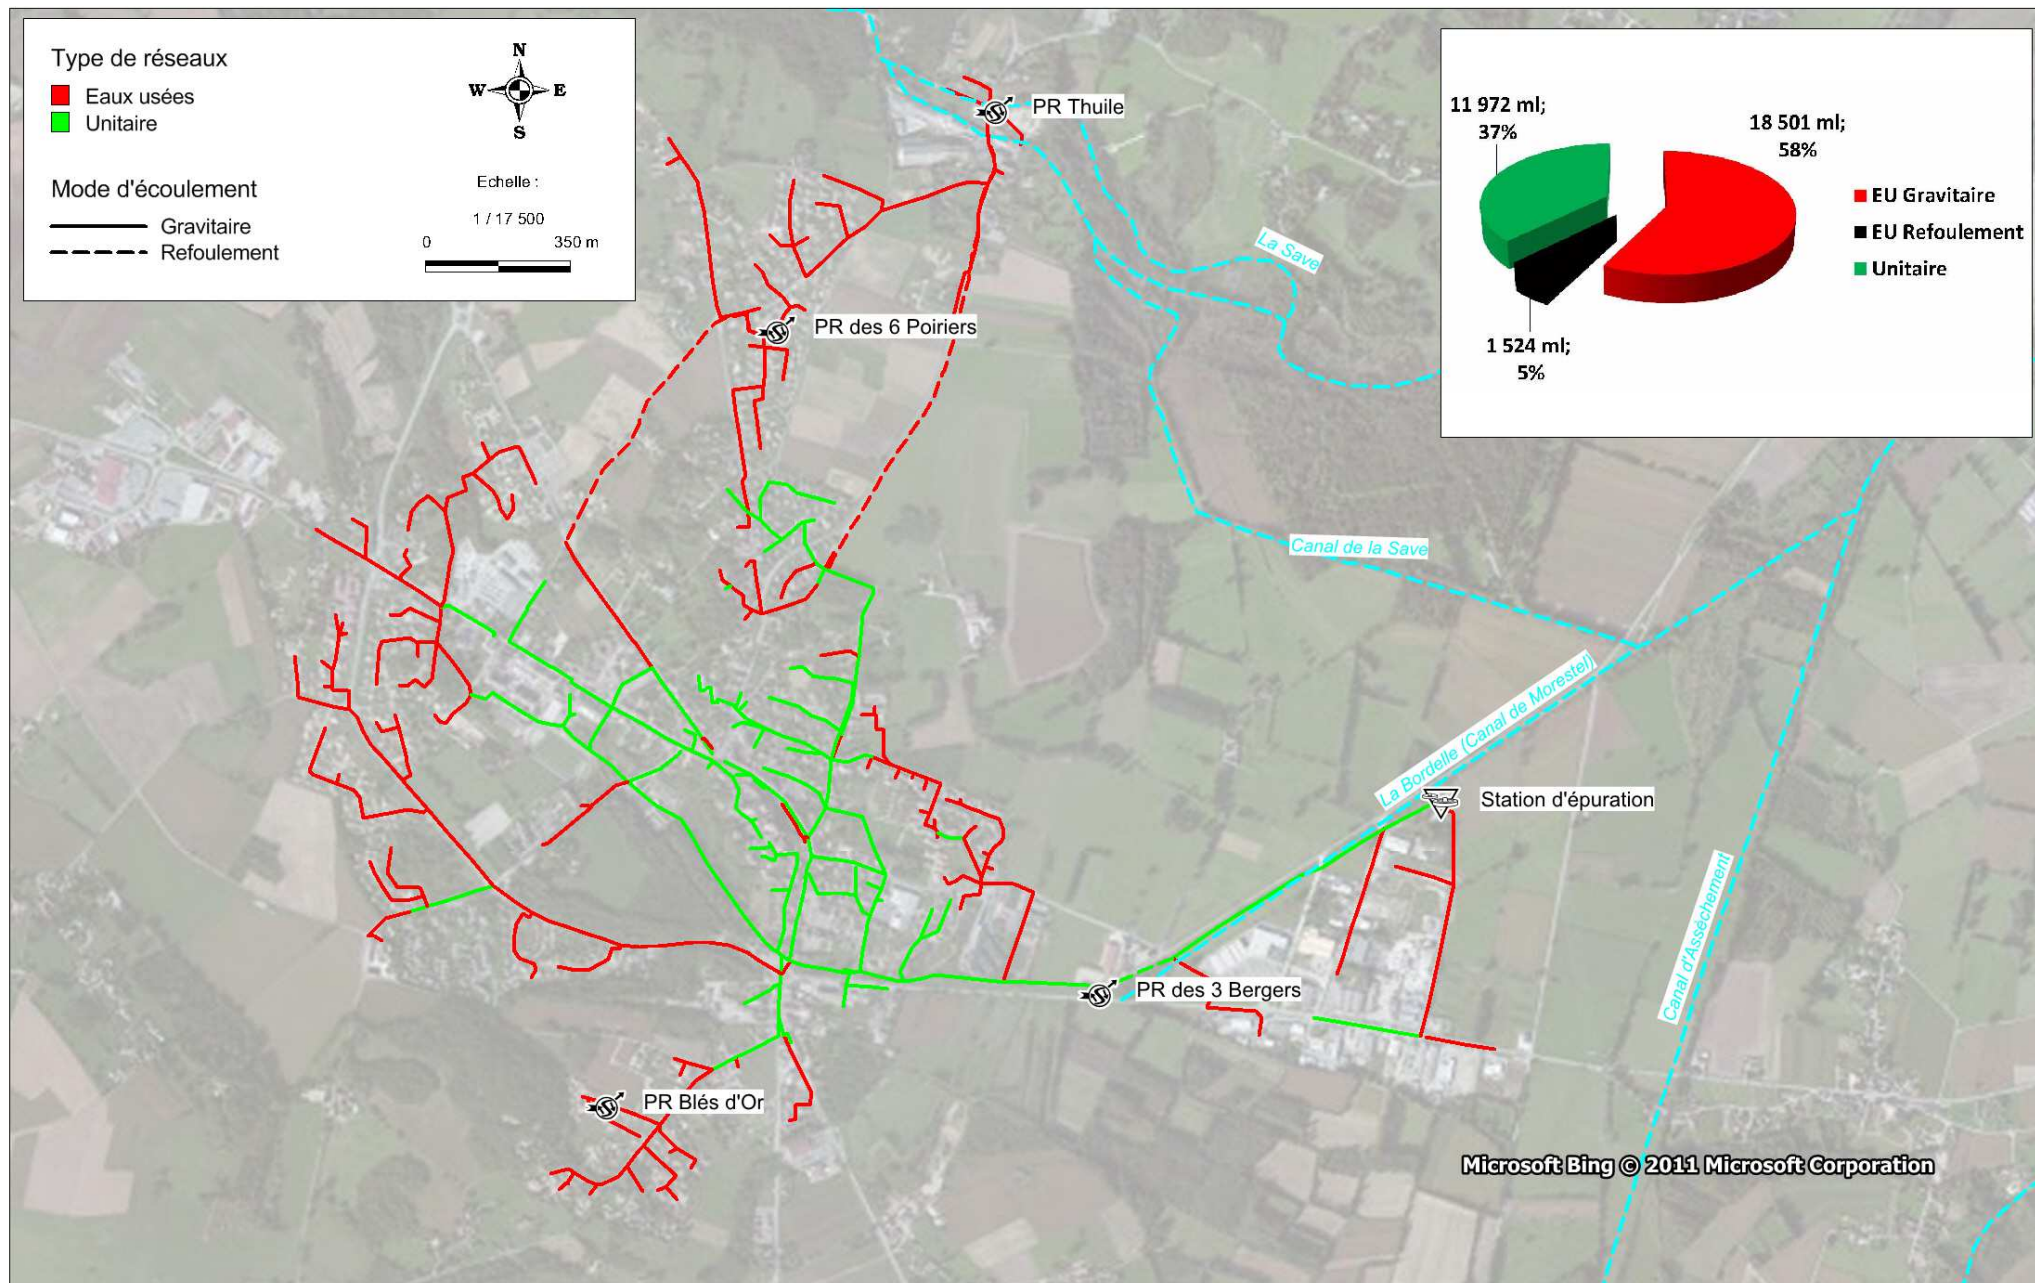 Type de réseaux
Eaux usées
Unitaire
Mode d'écoulement
Gravitaire
Refoulement
N
W E
S
Echelle :
1 / 17 500
0 350 m
PR Thuile
11 972 ml;
37%
18 501 ml;
58%
EU Gravitaire
EU Refoulement
Unitaire
1 524 ml;
5%
La Save
PR des 6 Poiriers
Canal de la Save
La Bordelle (Canal de Morestel)
Station d'épuration
Canal d'Assèchement
PR des 3 Bergers
PR Blés d'Or
Microsoft Bing © 2011 Microsoft Corporation